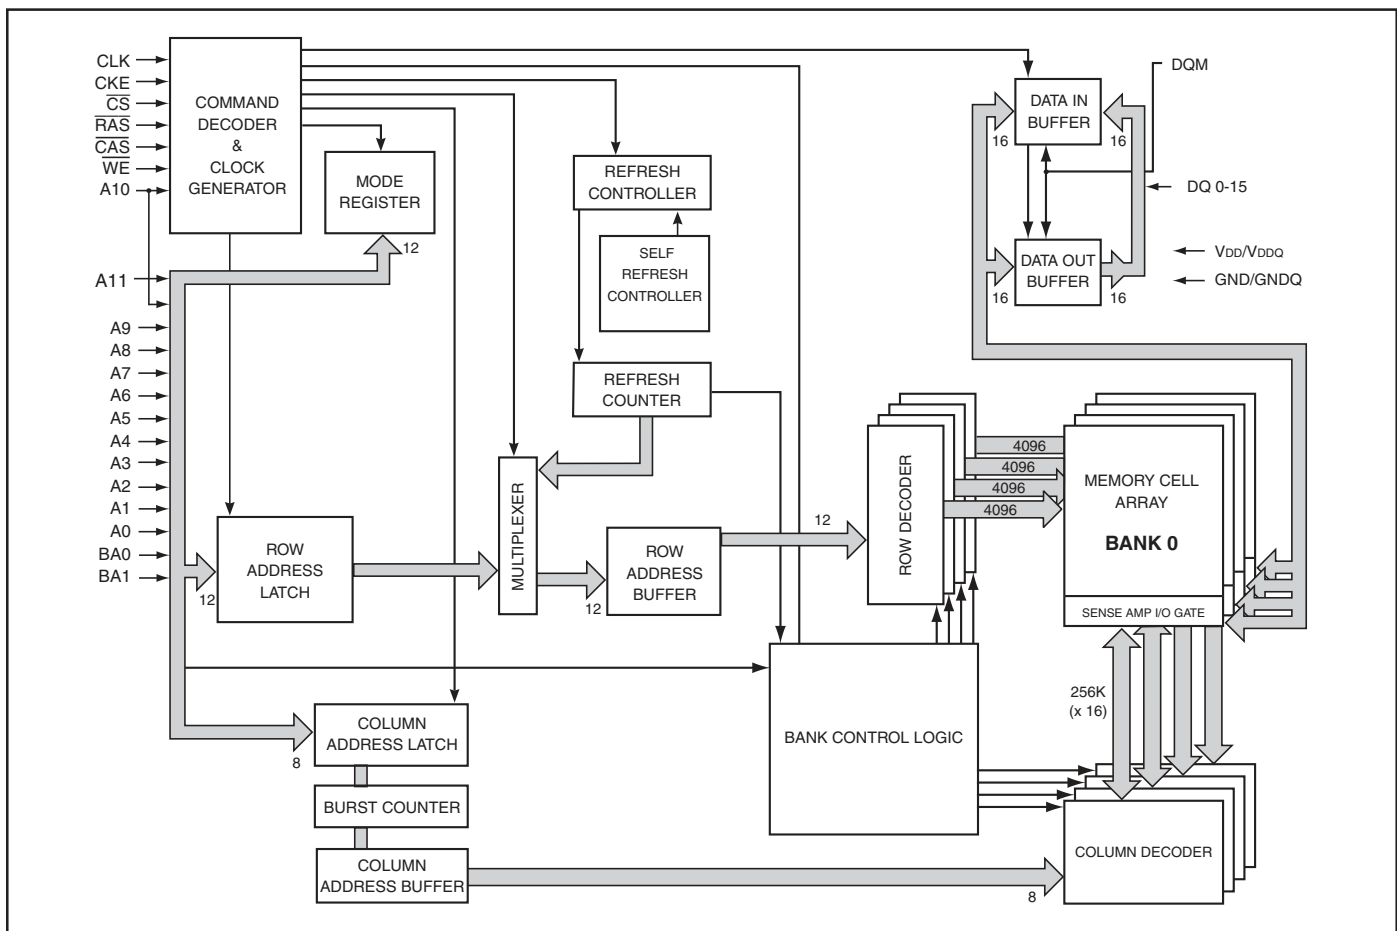 CLK
CKE
CS
RAS
CAS
WE
A10
A11
A9
A8
A7
A6
A5
A4
A3
A2
A1
A0
BA0
BA1
COMMAND
DECODER
&
CLOCK
GENERATOR
MODE
REGISTER
12
REFRESH
CONTROLLER
SELF
REFRESH
CONTROLLER
REFRESH
COUNTER
DATA IN
BUFFER
16
16
DQM
DQ 0-15
DATA OUT
BUFFER
16
16
VDD/VDDQ
GND/GNDQ
12
ROW
ADDRESS
LATCH
MULTIPLEXER
12
ROW
ADDRESS
BUFFER
12
ROW DECODER
4096
4096
4096
4096
MEMORY CELL
ARRAY
BANK 0
SENSE AMP I/O GATE
256K
(x 16)
BANK CONTROL LOGIC
8
COLUMN
ADDRESS LATCH
BURST COUNTER
COLUMN
ADDRESS BUFFER
8
COLUMN DECODER